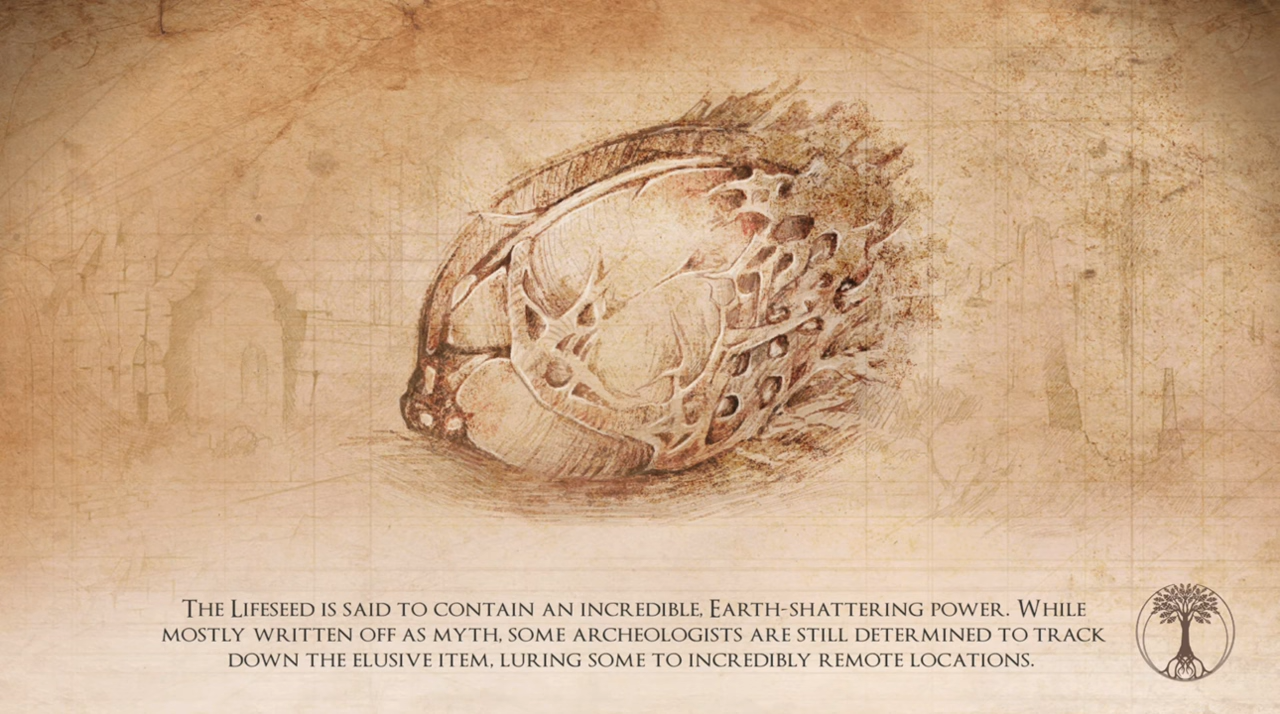 The Lifeseed is said to contain an incredible, Earth-shattering power. While
mostly written off as myth, some archeologists are still determined to track
down the elusive item, luring some to incredibly remote locations.